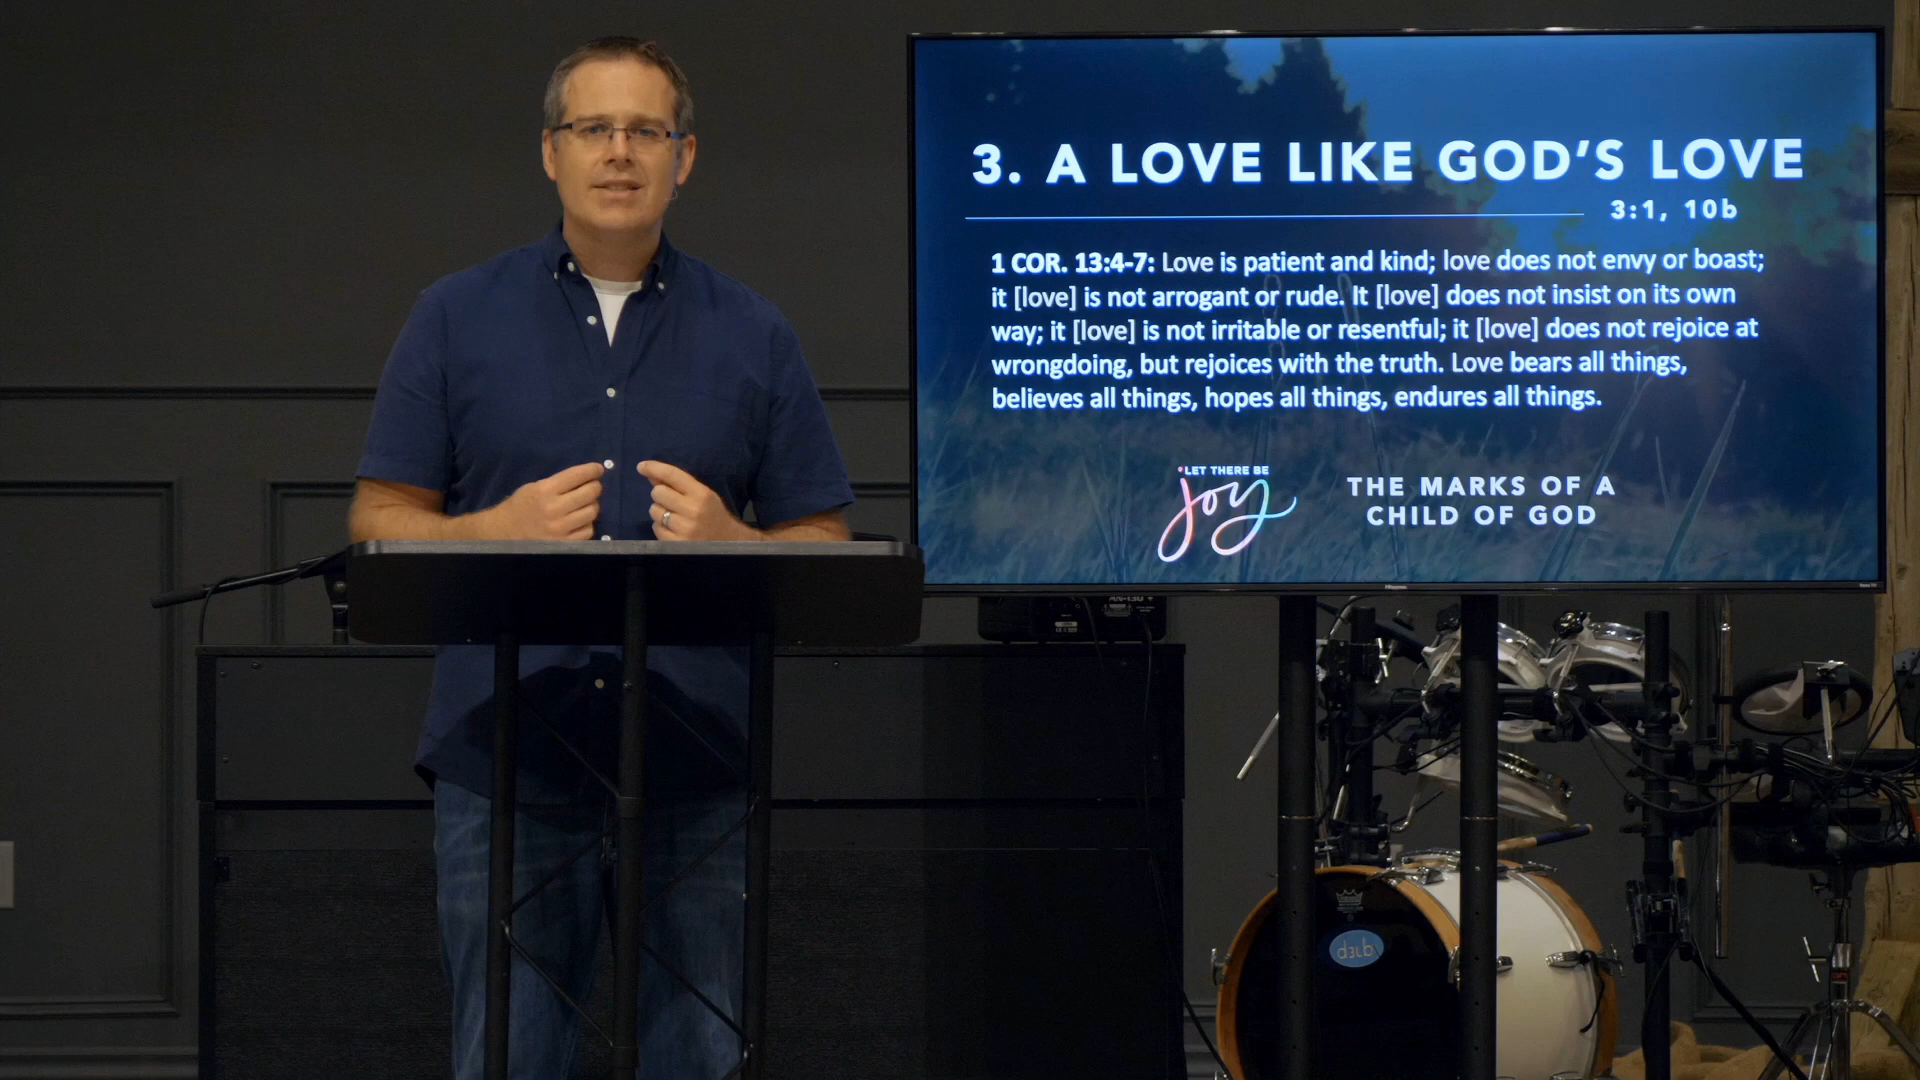 3. A LOVE LIKE GOD'S LOVE
3:1, 10b
1 COR. 13:4-7: Love is patient and kind; love does not envy or boast;
it [love] is not arrogant or rude. It [love] does not insist on its own
way; it [love] is not irritable or resentful; it [love] does not rejoice at
wrongdoing, but rejoices with the truth. Love bears all things,
believes all things, hopes all things, endures all things.
LET THERE BE
Joy
THE MARKS OF A
CHILD OF GOD
Hisense